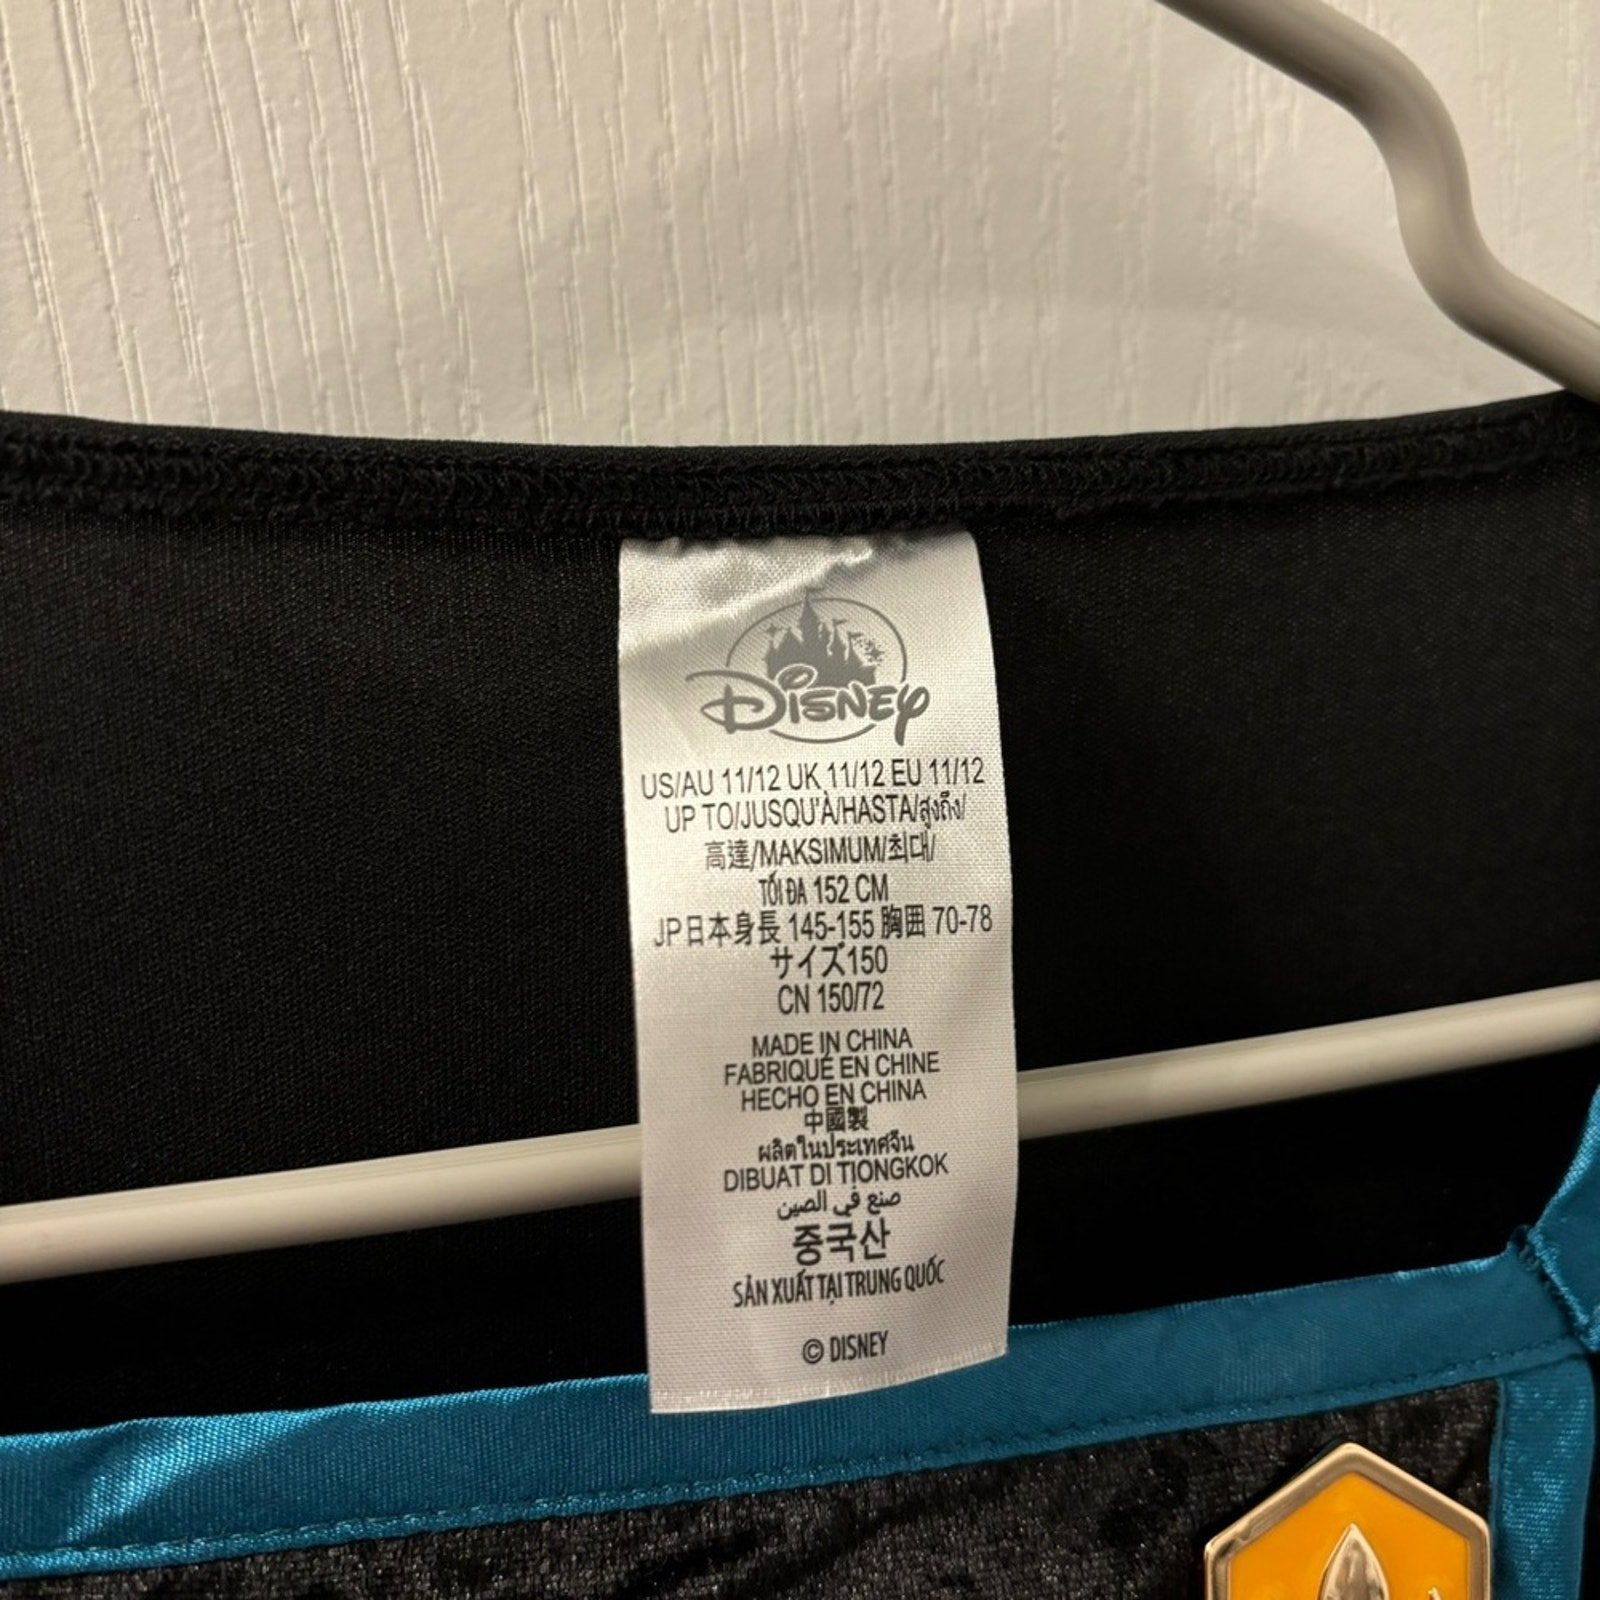 DISNEY
US/AU 11/12 UK 11/12 EU 11/12
UP TO/JUSQU'À/HASTA/สูงถึง/
高達/MAKSIMUM/최대/
TỐI ĐA 152 CM
JP日本身長 145-155 胸囲 70-78
サイズ150
CN 150/72
MADE IN CHINA
FABRIQUÉ EN CHINE
HECHO EN CHINA
中國製
ผลิตในประเทศจีน
DIBUAT DI TIONGKOK
صنع في الصين
중국산
SẢN XUẤT TẠI TRUNG QUỐC
© DISNEY